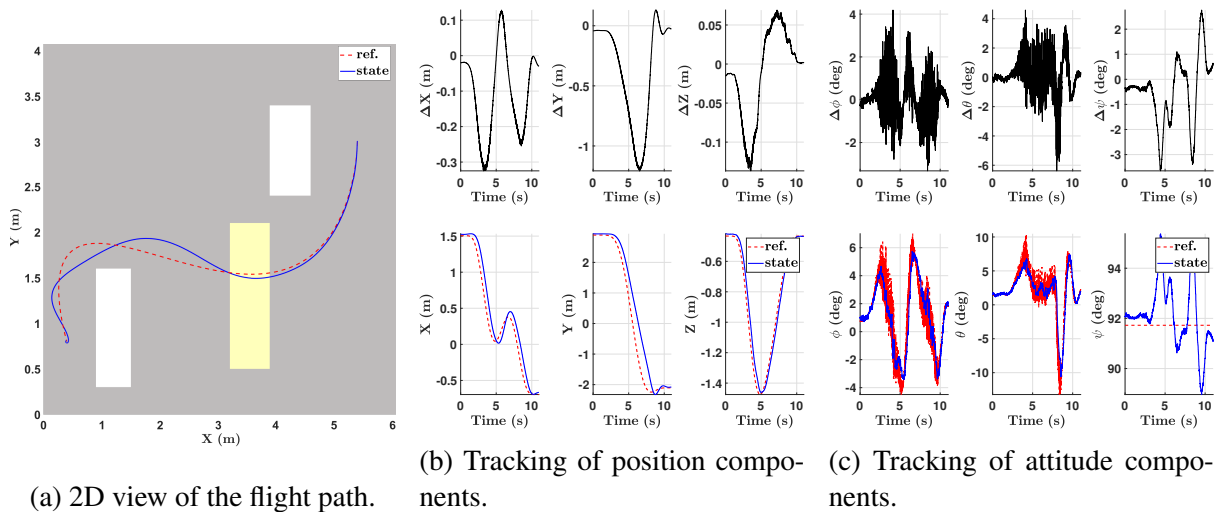 4
3.5
3
2.5
2
1.5
1
0.5
0
Y (m)
0 1 2 3 4 5 6
X (m)
ref.
state
0.1
0
-0.1
-0.2
-0.3
ΔX (m)
0 5 10
Time (s)
0
-0.5
-1
ΔY (m)
0 5 10
Time (s)
0.05
0
-0.05
-0.1
ΔZ (m)
0 5 10
Time (s)
4
2
0
-2
Δϕ (deg)
0 5 10
Time (s)
4
2
0
-2
-4
-6
Δθ (deg)
0 5 10
Time (s)
2
1
0
-1
-2
-3
Δψ (deg)
0 5 10
Time (s)
1.5
1
0.5
0
-0.5
X (m)
0 5 10
Time (s)
2
1
0
-1
-2
Y (m)
0 5 10
Time (s)
ref.
state
-0.6
-0.8
-1
-1.2
-1.4
Z (m)
0 5 10
Time (s)
6
4
2
0
-2
-4
ϕ (deg)
0 5 10
Time (s)
10
5
0
-5
-10
θ (deg)
0 5 10
Time (s)
ref.
state
94
92
90
ψ (deg)
0 5 10
Time (s)
(a) 2D view of the flight path.
(b) Tracking of position compo-
nents.
(c) Tracking of attitude compo-
nents.